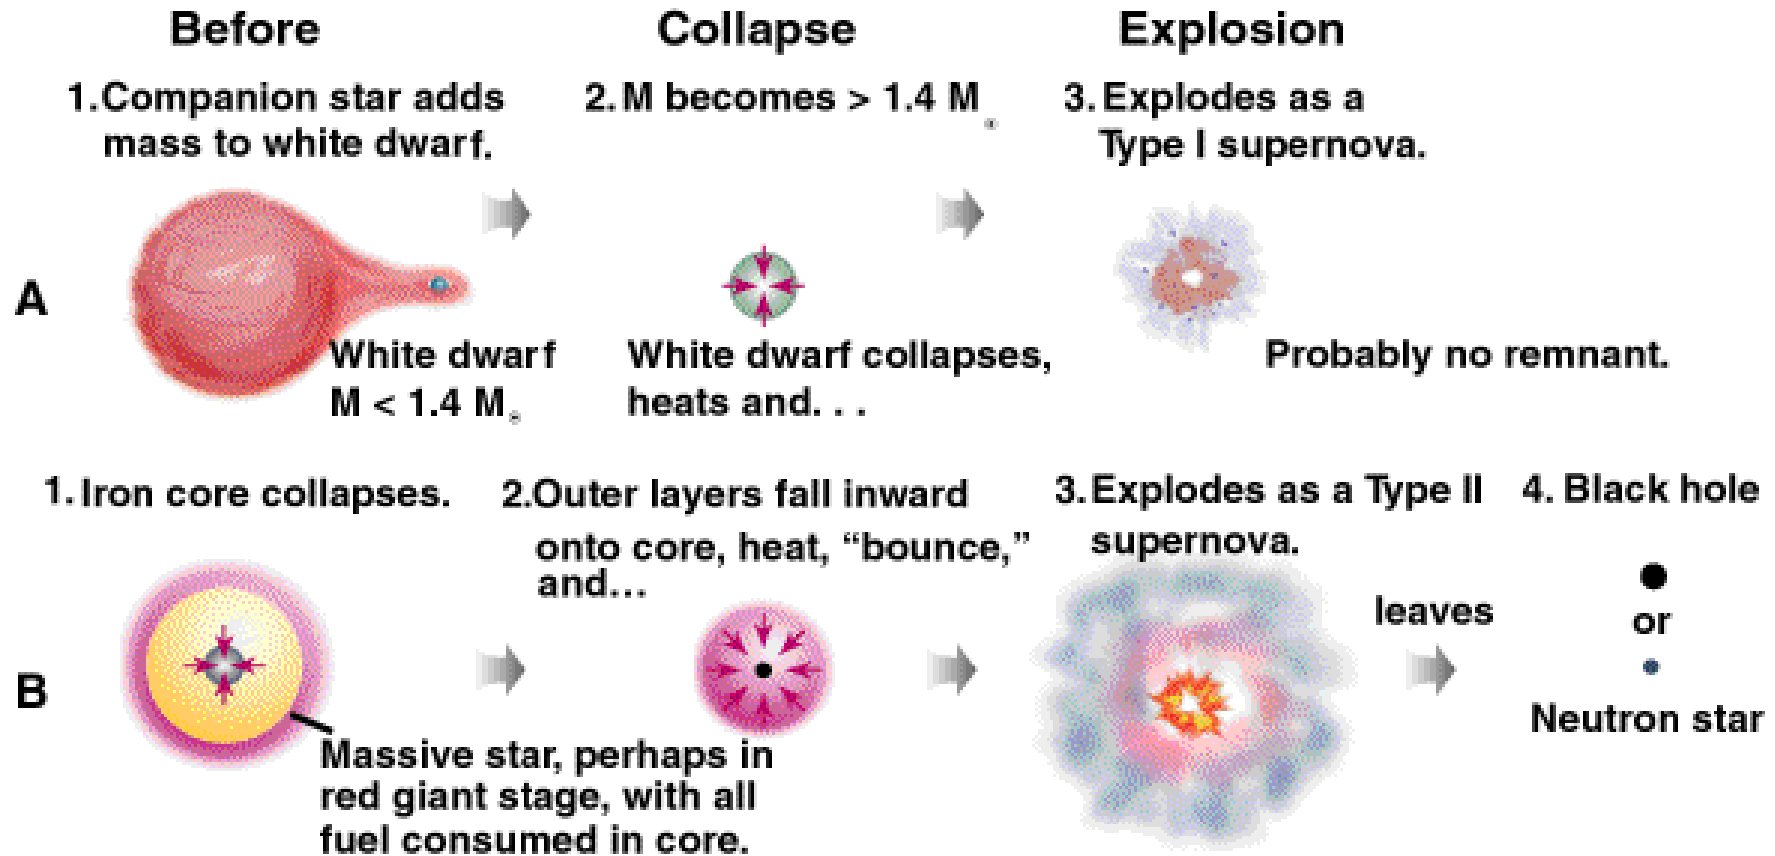 Before
Collapse
Explosion
1.Companion star adds
mass to white dwarf.
2. M becomes > 1.4 M☉
3. Explodes as a
Type I supernova.
A
White dwarf
M < 1.4 M☉
White dwarf collapses,
heats and. . .
Probably no remnant.
1. Iron core collapses.
2.Outer layers fall inward
onto core, heat, “bounce,”
and...
3. Explodes as a Type II
supernova.
leaves
4. Black hole
or
Neutron star
B
Massive star, perhaps in
red giant stage, with all
fuel consumed in core.